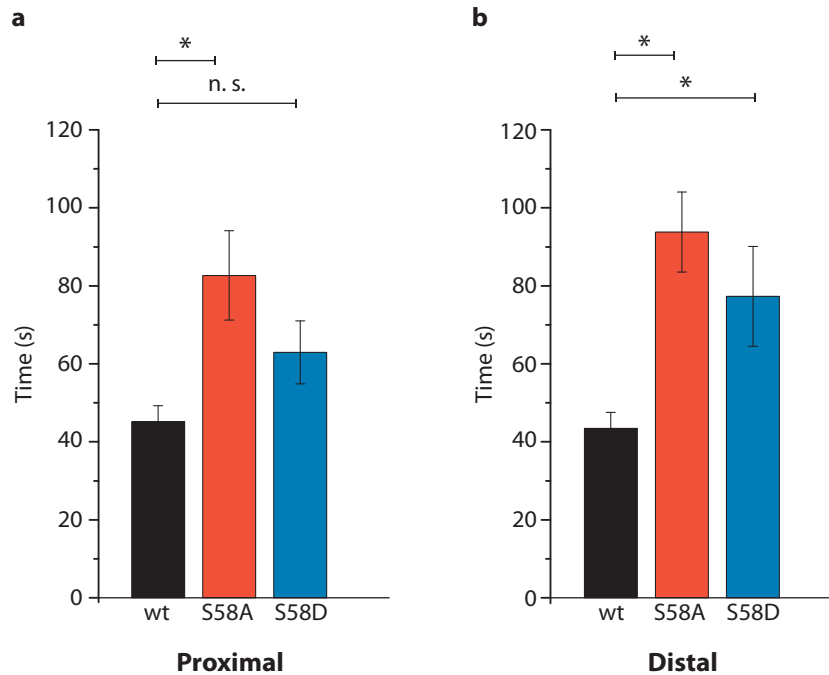 a
*
n. s.
120
100
80
60
40
20
0
Time (s)
wt S58A S58D
Proximal
b
*
*
120
100
80
60
40
20
0
Time (s)
wt S58A S58D
Distal